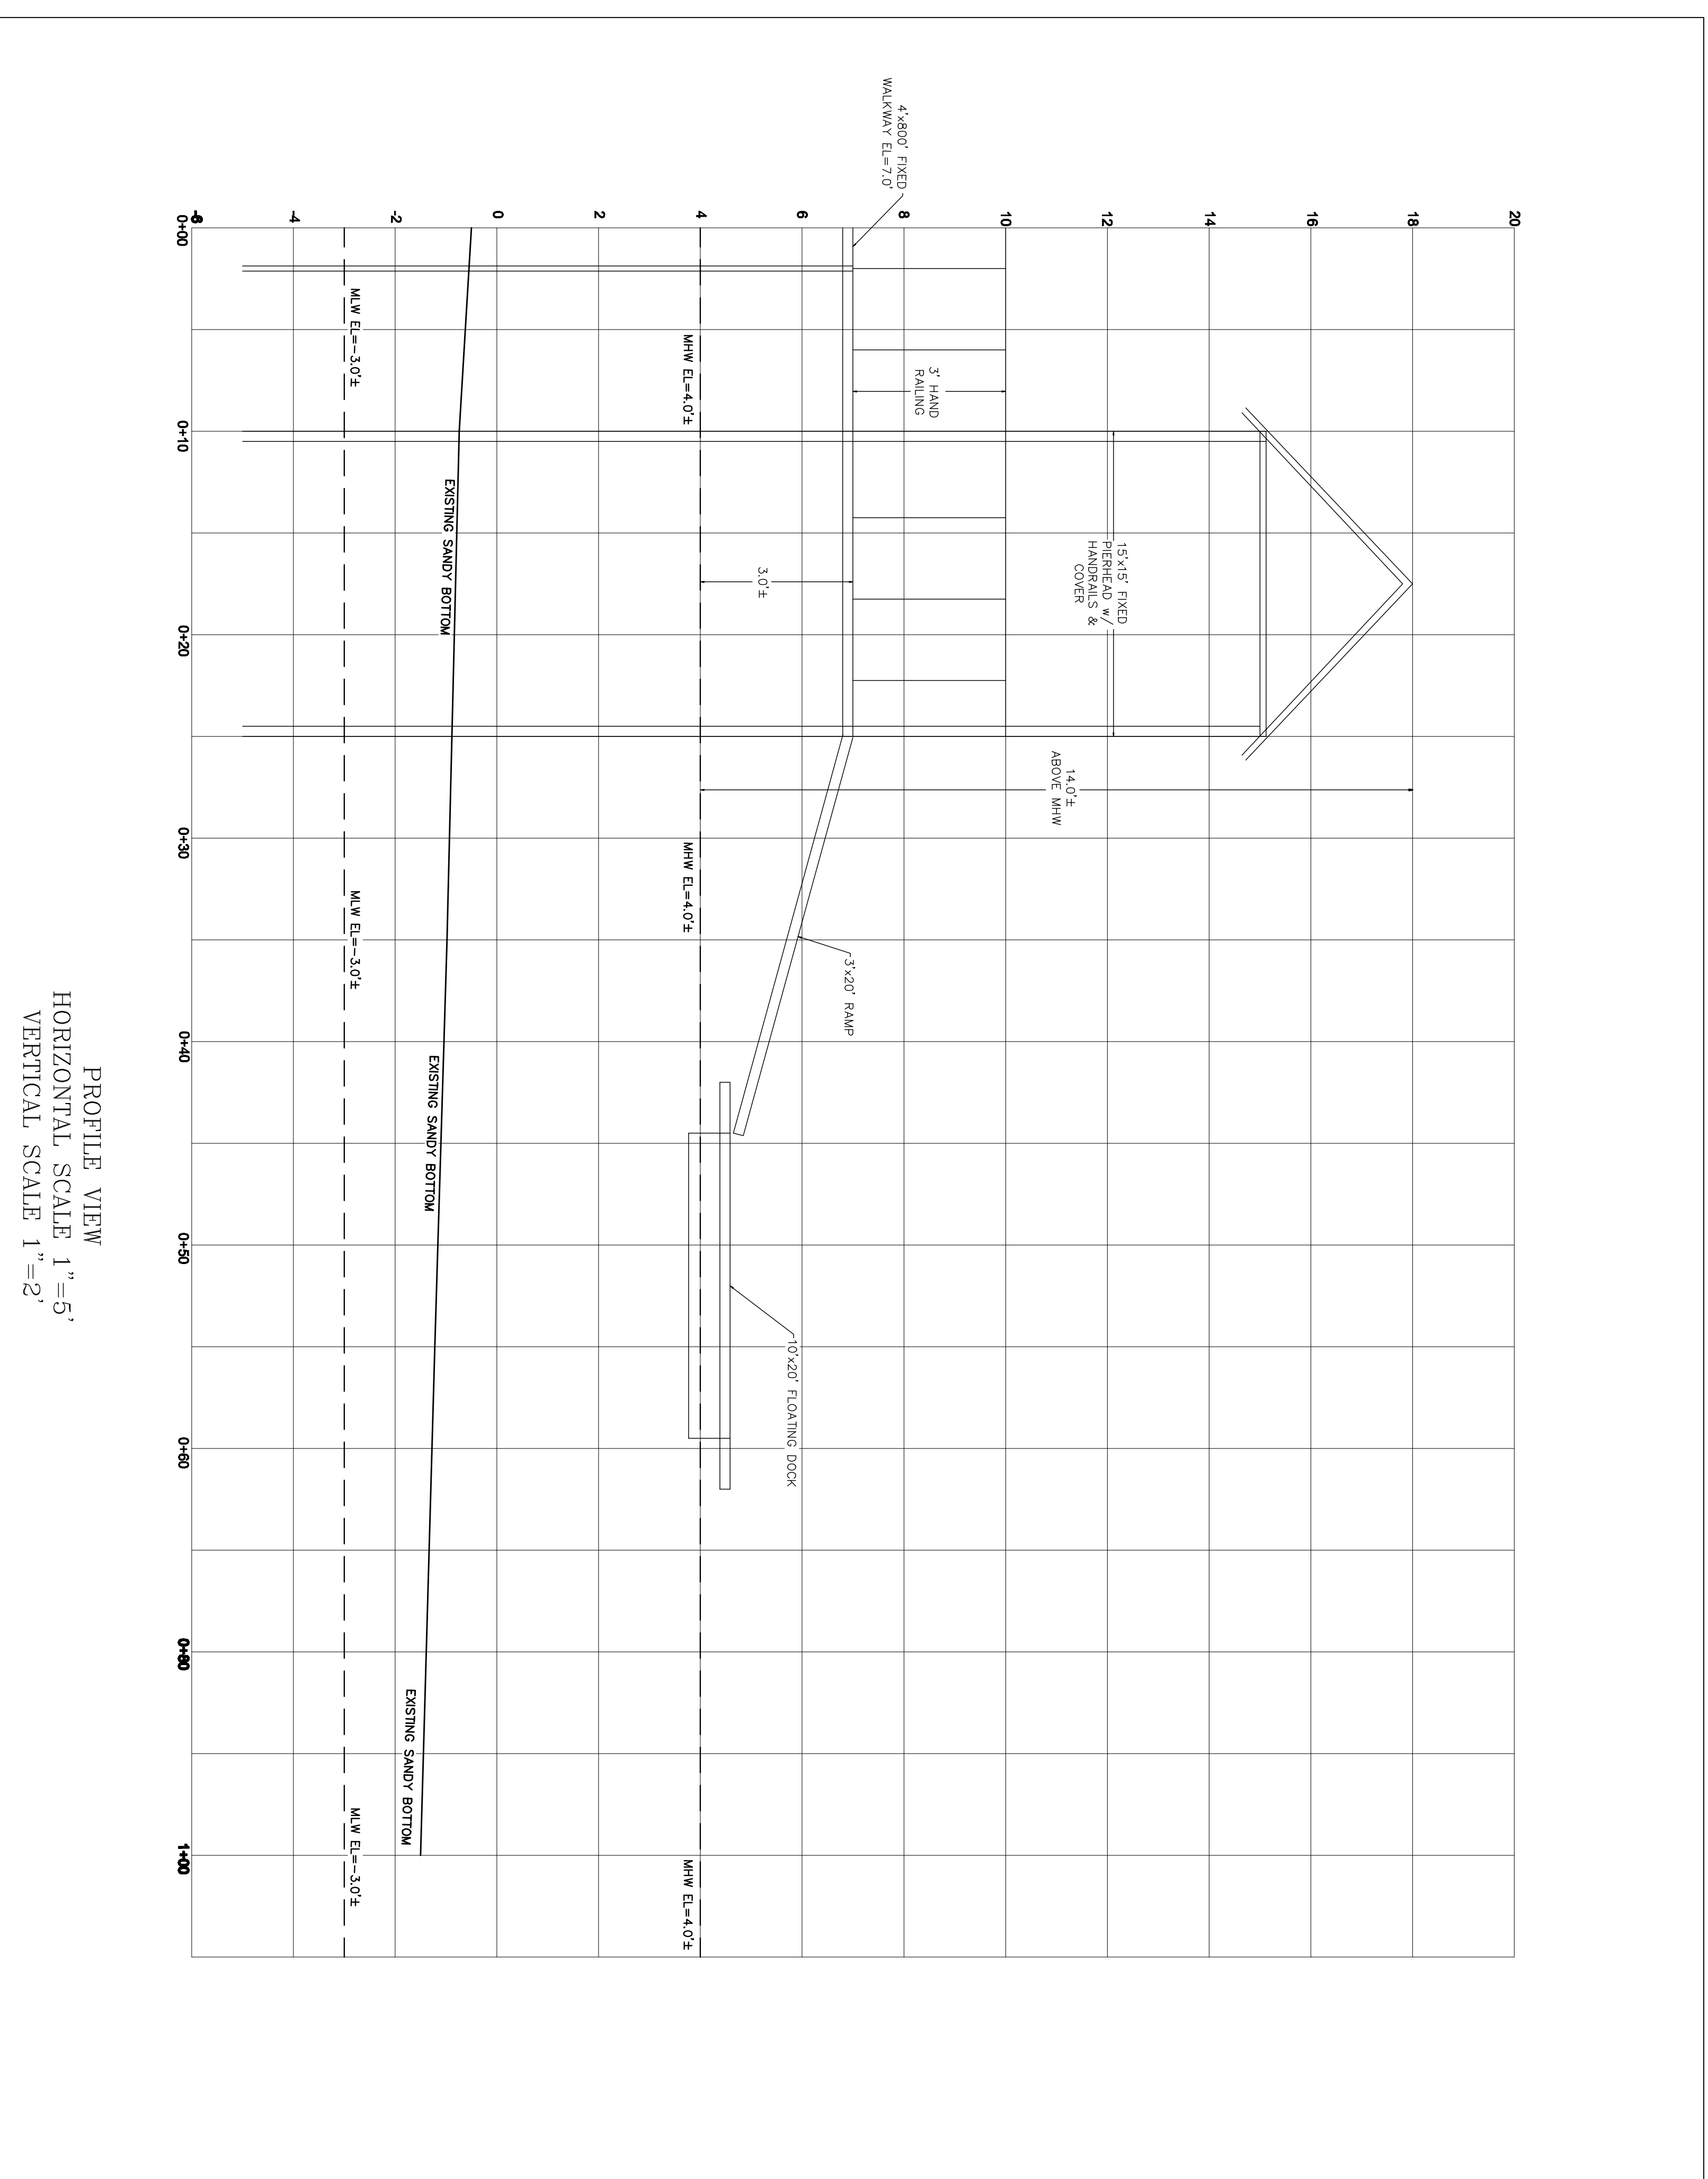 20
18
16
14
15'x15' FIXED
PIERHEAD w/
HANDRAILS &
COVER
12
14.0'±
ABOVE MHW
10
3' HAND
RAILING
4'x800' FIXED
WALKWAY EL=7.0'
8
3'x20' RAMP
6
3.0'±
10'x20' FLOATING DOCK
4
MHW EL=4.0'±
MHW EL=4.0'±
MHW EL=4.0'±
2
0
EXISTING SANDY BOTTOM
EXISTING SANDY BOTTOM
EXISTING SANDY BOTTOM
-2
MLW EL=-3.0'±
MLW EL=-3.0'±
MLW EL=-3.0'±
-4
0+00
0+10
0+20
0+30
0+40
0+50
0+60
0+80
1+00
PROFILE VIEW
HORIZONTAL SCALE 1"=5'
VERTICAL SCALE 1"=2'